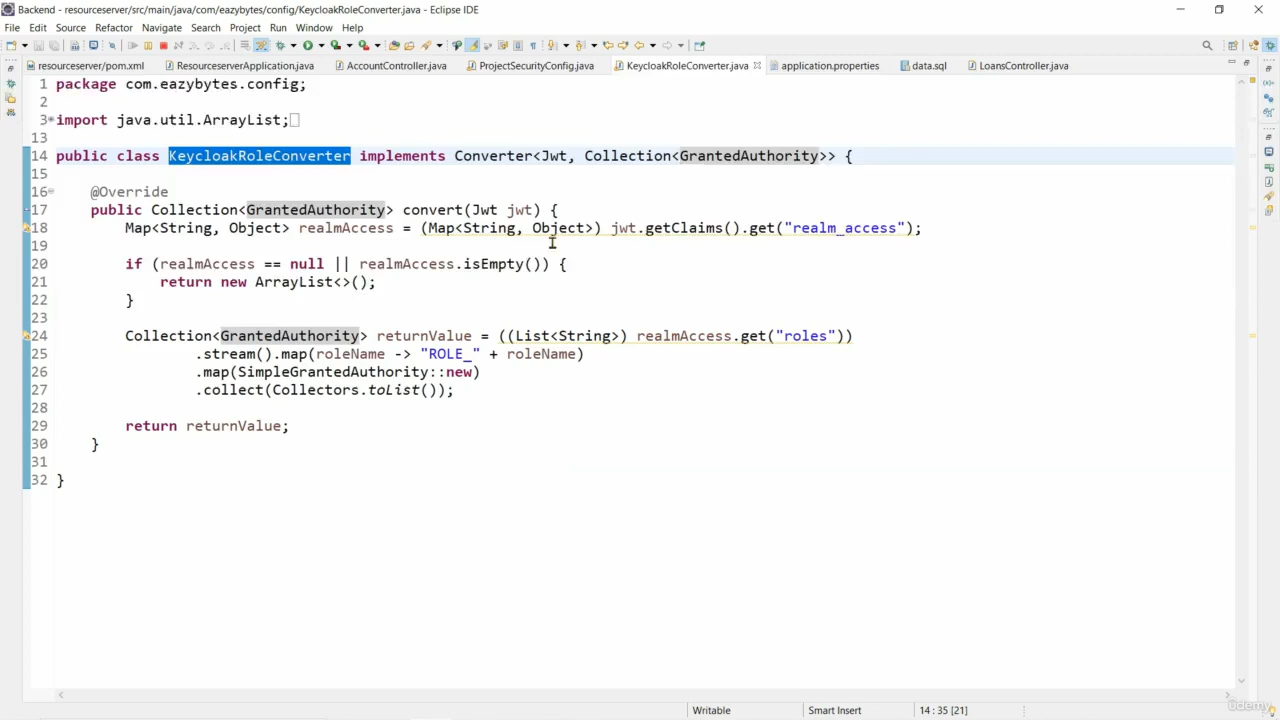 Backend - resourceserver/src/main/java/com/eazybytes/config/KeycloakRoleConverter.java - Eclipse IDE
File Edit Source Refactor Navigate Search Project Run Window Help
resourceserver/pom.xml ResourceserverApplication.java AccountController.java ProjectSecurityConfig.java KeycloakRoleConverter.java application.properties data.sql LoansController.java
1 package com.eazybytes.config;
2
3 import java.util.ArrayList;
13
14 public class KeycloakRoleConverter implements Converter<Jwt, Collection<GrantedAuthority>> {
15
16 @Override
17 public Collection<GrantedAuthority> convert(Jwt jwt) {
18 Map<String, Object> realmAccess = (Map<String, Object>) jwt.getClaims().get("realm_access");
19
20 if (realmAccess == null || realmAccess.isEmpty()) {
21 return new ArrayList<>();
22 }
23
24 Collection<GrantedAuthority> returnValue = ((List<String>) realmAccess.get("roles"))
25 .stream().map(roleName -> "ROLE_" + roleName)
26 .map(SimpleGrantedAuthority::new)
27 .collect(Collectors.toList());
28
29 return returnValue;
30 }
31
32 }
Writable Smart Insert 14 : 35 [21]
Udemy